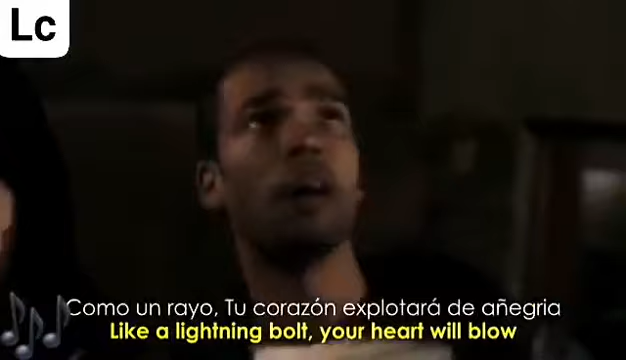 Lc
Como un rayo, Tu corazón explotará de añegria
Like a lightning bolt, your heart will blow